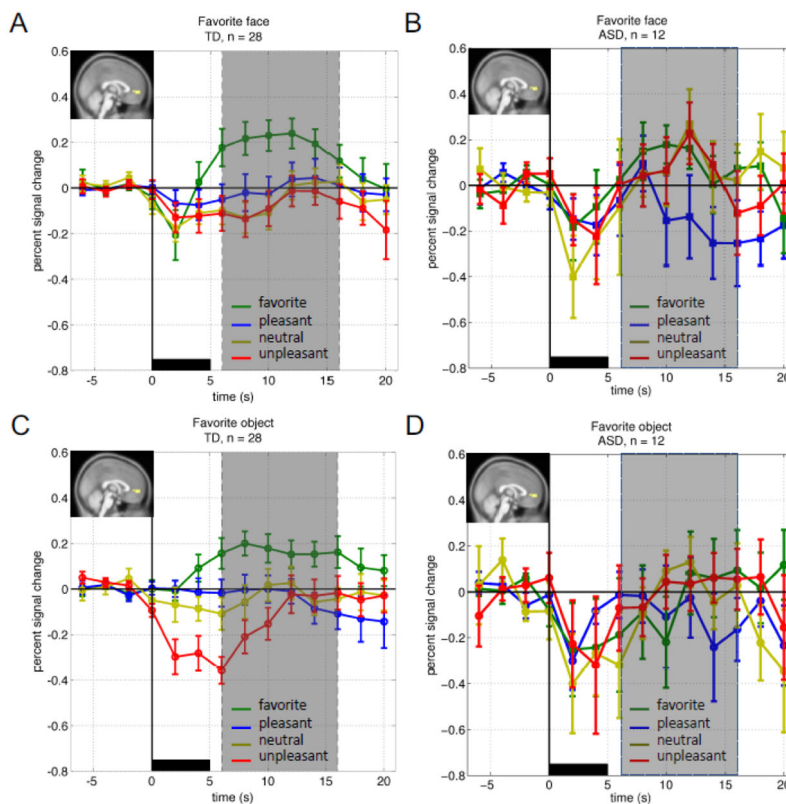 A
Favorite face
TD, n = 28
percent signal change
0.6
0.4
0.2
0
-0.2
-0.4
-0.6
-0.8
favorite
pleasant
neutral
unpleasant
-5
0
5
10
15
20
time (s)
B
Favorite face
ASD, n = 12
percent signal change
0.6
0.4
0.2
0
−0.2
−0.4
−0.6
−0.8
favorite
pleasant
neutral
unpleasant
−5
0
5
10
15
20
time (s)
C
Favorite object
TD, n = 28
percent signal change
0.6
0.4
0.2
0
-0.2
-0.4
-0.6
-0.8
favorite
pleasant
neutral
unpleasant
-5
0
5
10
15
20
time (s)
D
Favorite object
ASD, n = 12
percent signal change
0.6
0.4
0.2
0
−0.2
−0.4
−0.6
−0.8
favorite
pleasant
neutral
unpleasant
−5
0
5
10
15
20
time (s)